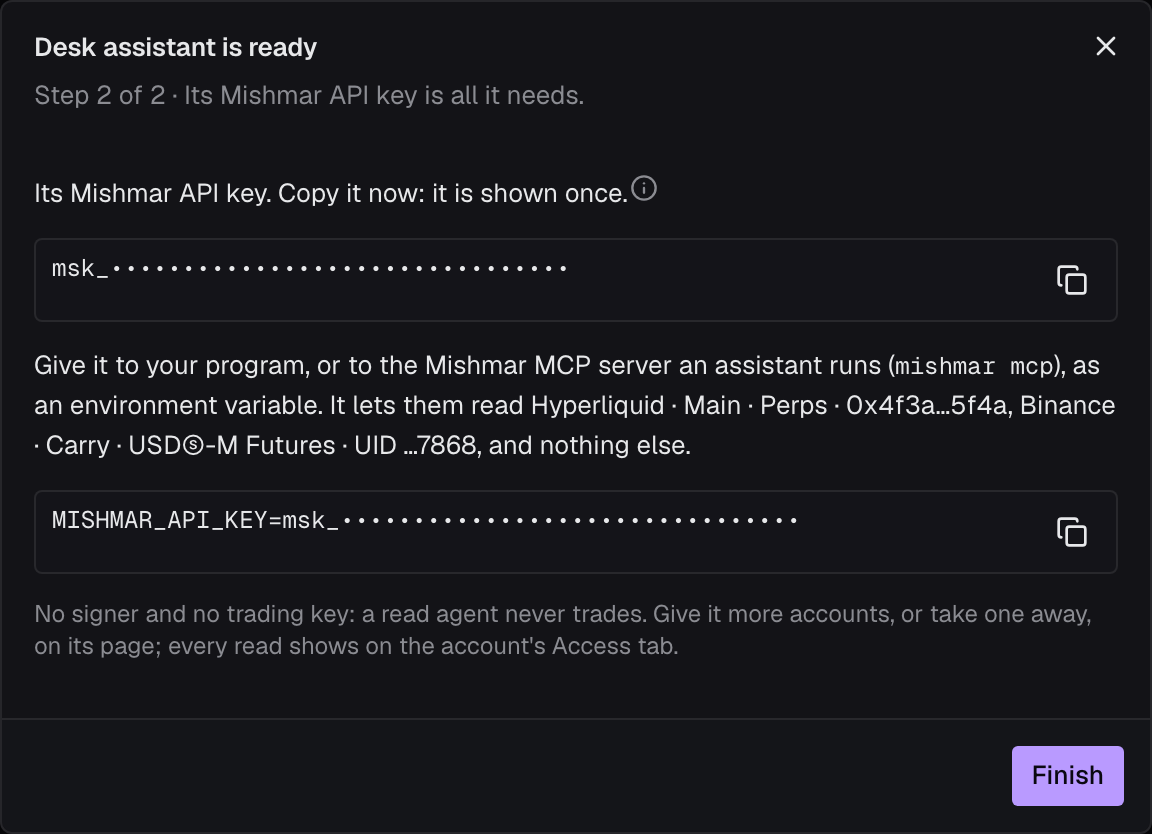 Desk assistant is ready
Step 2 of 2 · Its Mishmar API key is all it needs.
Its Mishmar API key. Copy it now: it is shown once.
msk_••••••••••••••••••••••••••••••••
Give it to your program, or to the Mishmar MCP server an assistant runs (mishmar mcp), as
an environment variable. It lets them read Hyperliquid · Main · Perps · 0x4f3a…5f4a, Binance
· Carry · USDⓈ-M Futures · UID …7868, and nothing else.
MISHMAR_API_KEY=msk_••••••••••••••••••••••••••••••••
No signer and no trading key: a read agent never trades. Give it more accounts, or take one away,
on its page; every read shows on the account's Access tab.
Finish